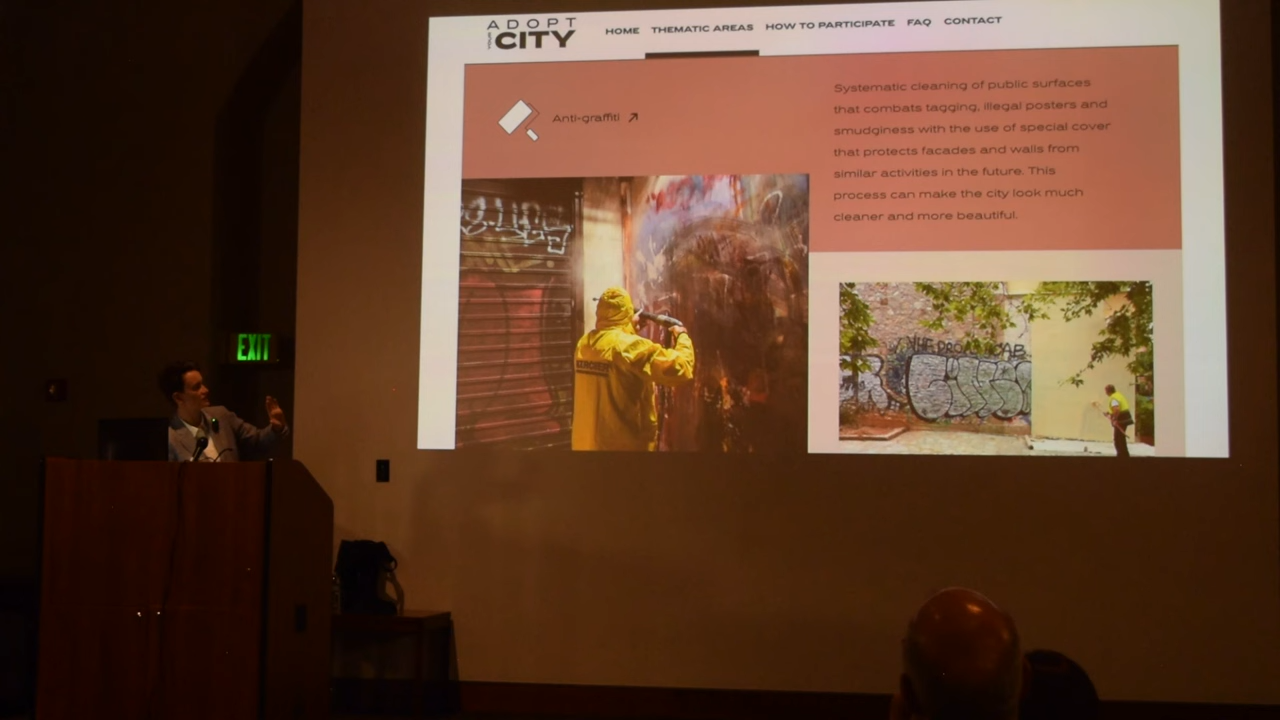 ADOPT
YOUR CITY
HOME THEMATIC AREAS HOW TO PARTICIPATE FAQ CONTACT
Anti-graffiti
Systematic cleaning of public surfaces
that combats tagging, illegal posters and
smudginess with the use of special cover
that protects facades and walls from
similar activities in the future. This
process can make the city look much
cleaner and more beautiful.
EXIT